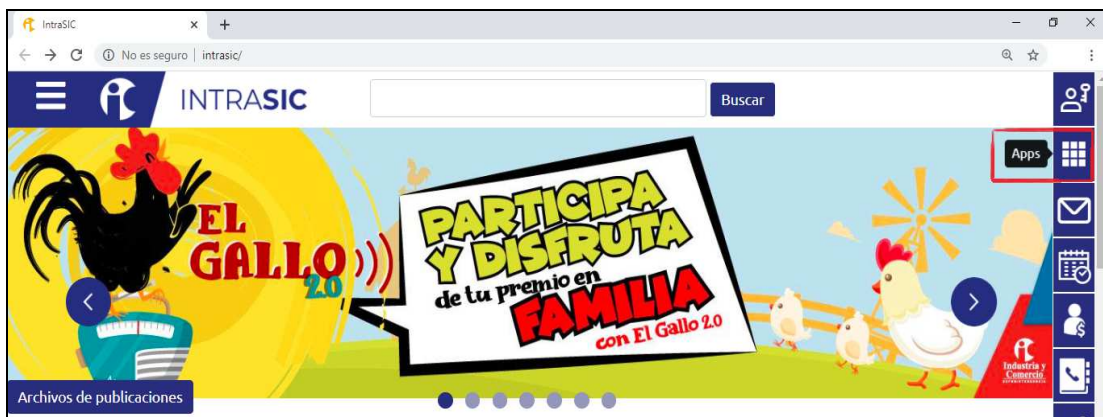 IntraSIC
No es seguro | intrasic/
INTRASIC
Buscar
Apps
EL
GALLO
2.0
PARTICIPA
Y DISFRUTA
de tu premio en
FAMILIA
con El Gallo 2.0
Industria y
Comercio
SUPERINTENDENCIA
Archivos de publicaciones